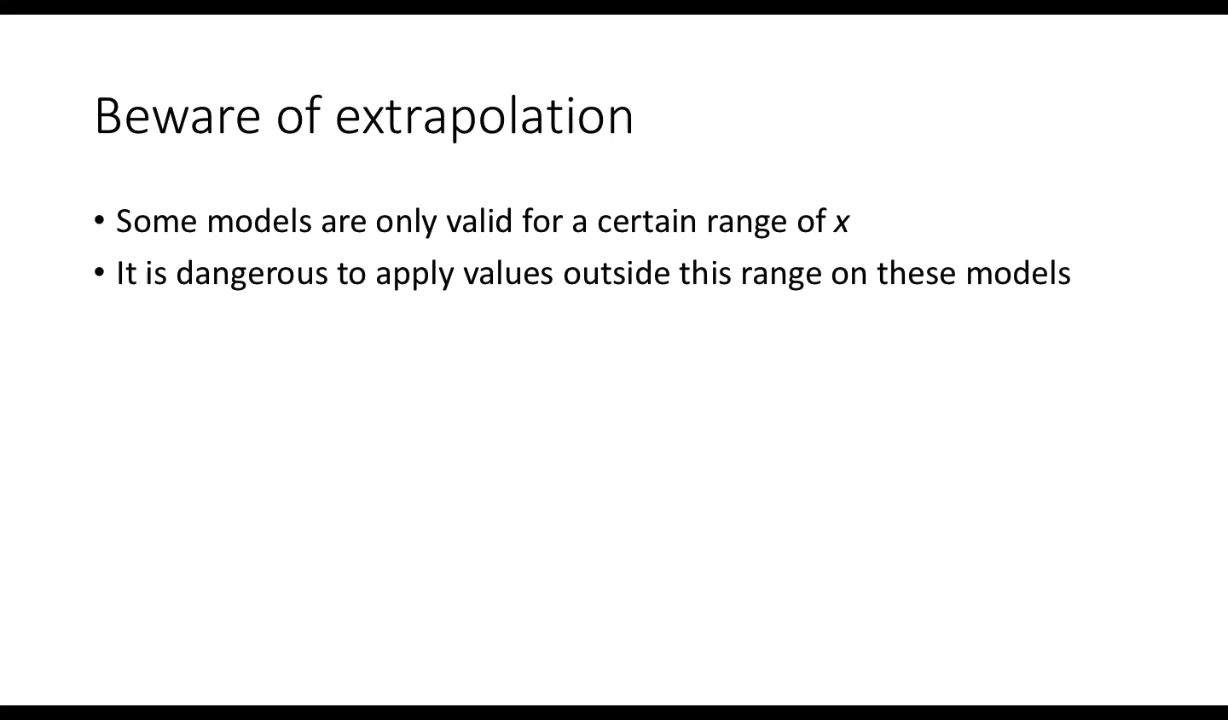 Beware of extrapolation
• Some models are only valid for a certain range of x
• It is dangerous to apply values outside this range on these models